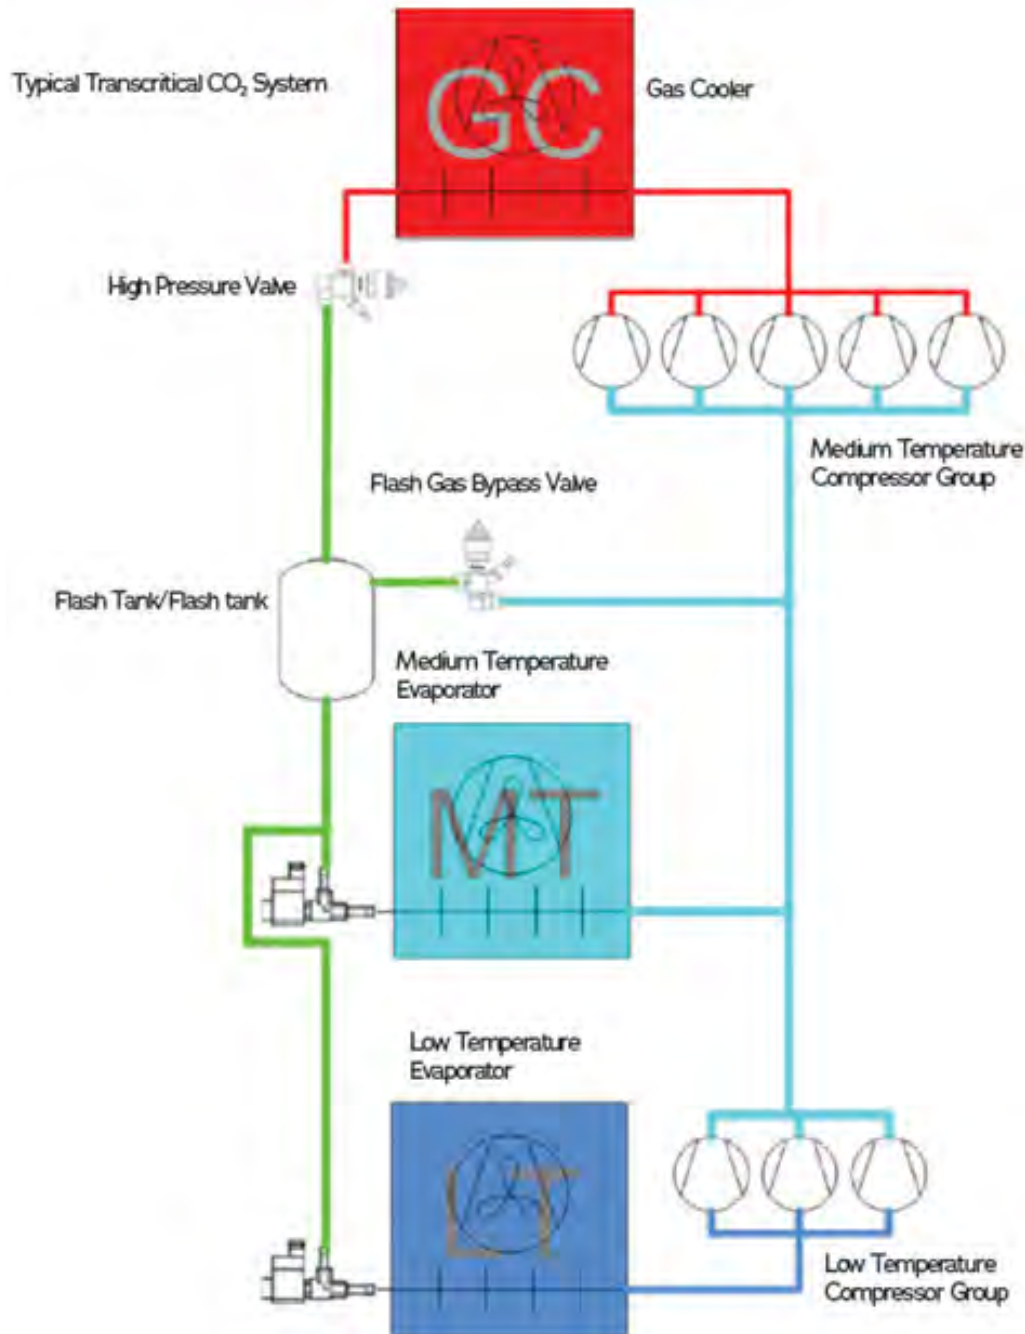 Typical Transcritical CO₂ System
GC
Gas Cooler
High Pressure Valve
Medium Temperature
Compressor Group
Flash Gas Bypass Valve
Flash Tank/Flash tank
Medium Temperature
Evaporator
MT
Low Temperature
Evaporator
LT
Low Temperature
Compressor Group